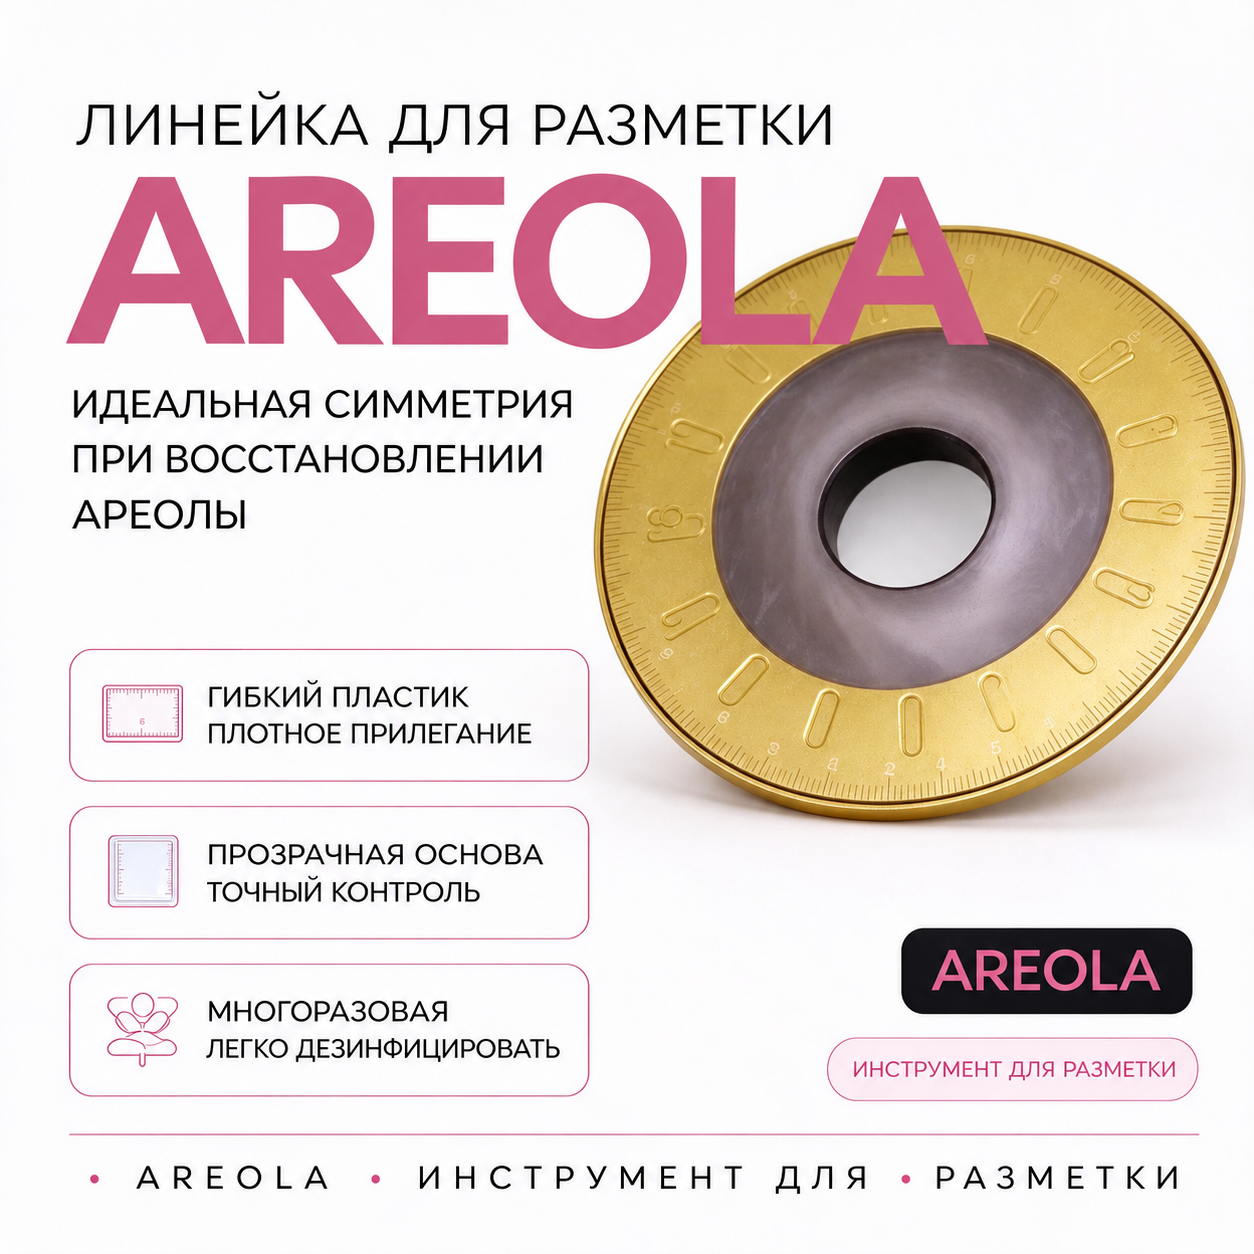 ЛИНЕЙКА ДЛЯ РАЗМЕТКИ
AREOLA
ИДЕАЛЬНАЯ СИММЕТРИЯ
ПРИ ВОССТАНОВЛЕНИИ
АРЕОЛЫ
ГИБКИЙ ПЛАСТИК
ПЛОТНОЕ ПРИЛЕГАНИЕ
ПРОЗРАЧНАЯ ОСНОВА
ТОЧНЫЙ КОНТРОЛЬ
МНОГОРАЗОВАЯ
ЛЕГКО ДЕЗИНФИЦИРОВАТЬ
AREOLA
ИНСТРУМЕНТ ДЛЯ РАЗМЕТКИ
• AREOLA • ИНСТРУМЕНТ ДЛЯ • РАЗМЕТКИ